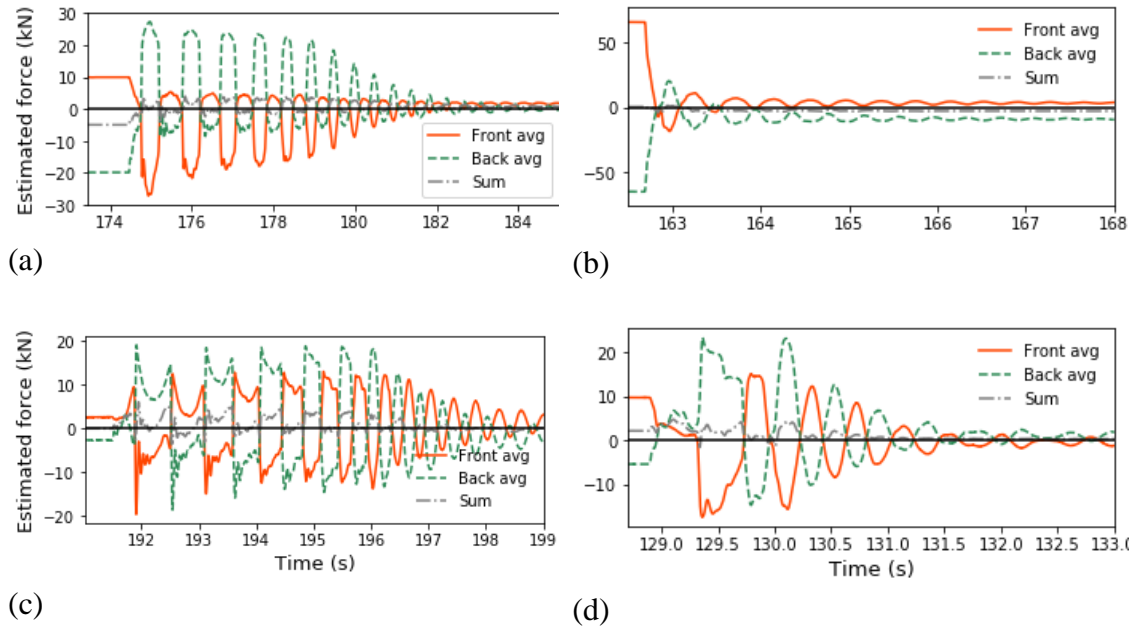 Estimated force (kN)
30
20
10
0
−10
−20
−30
174
176
178
180
182
184
Front avg
Back avg
Sum
(a)
50
0
−50
163
164
165
166
167
168
Front avg
Back avg
Sum
(b)
Estimated force (kN)
20
10
0
−10
−20
192
193
194
195
196
197
198
199
Time (s)
Front avg
Back avg
Sum
(c)
20
10
0
−10
129.0
129.5
130.0
130.5
131.0
131.5
132.0
132.5
133.0
Time (s)
Front avg
Back avg
Sum
(d)